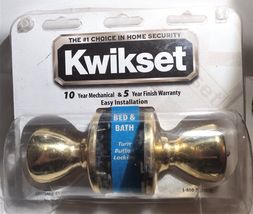 THE #1 CHOICE IN HOME SECURITY
Kwikset
10 Year Mechanical & 5 Year Finish Warranty
Easy Installation
BED &
BATH
Turn
Button
Locki